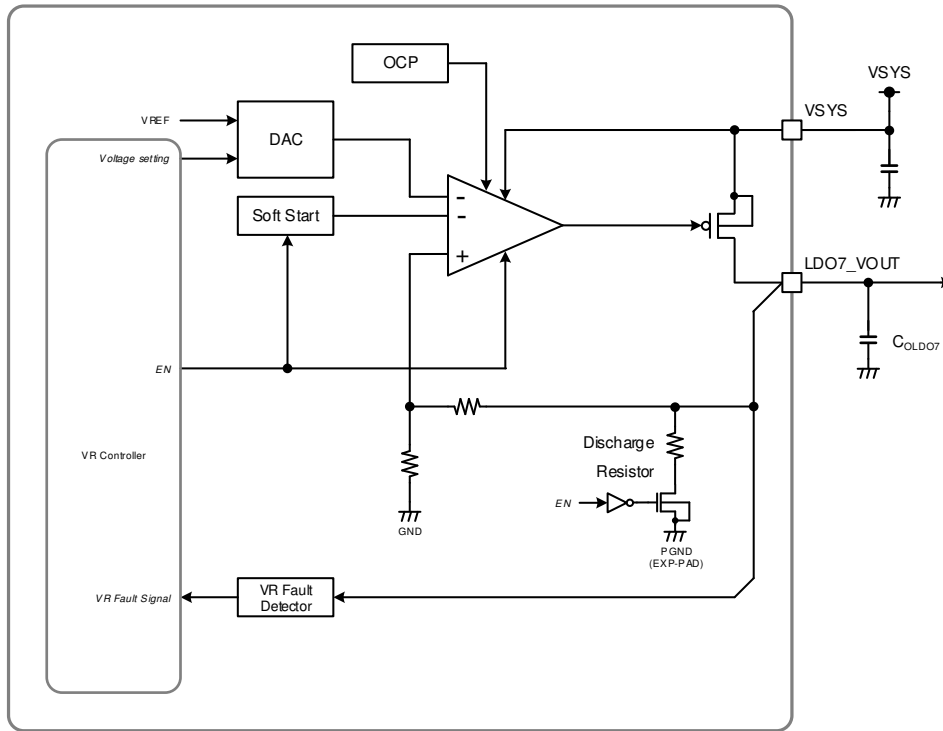 OCP
VSYS
VSYS
VREF
DAC
Voltage setting
Soft Start
-
-
+
LDO7_VOUT
COLDO7
EN
Discharge
Resistor
VR Controller
EN
GND
PGND
(EXP-PAD)
VR Fault Signal
VR Fault
Detector